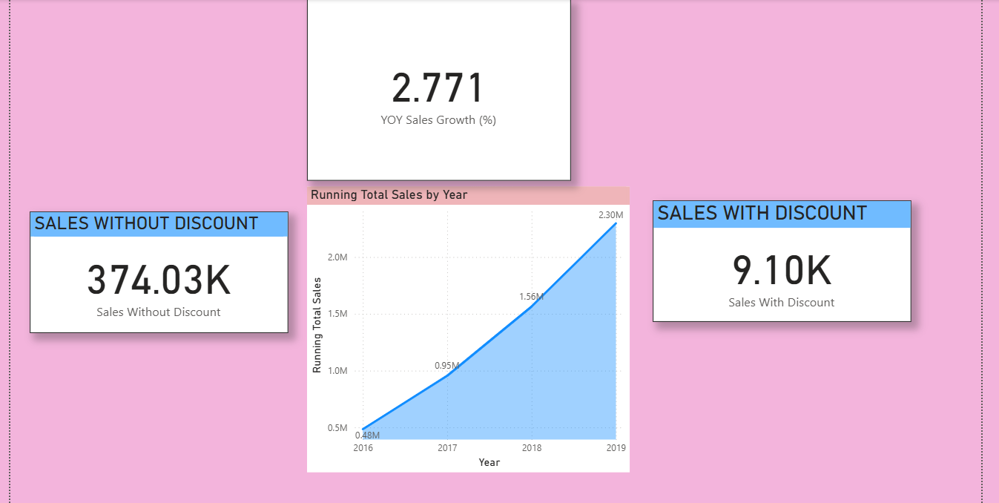 2.771
YOY Sales Growth (%)
SALES WITHOUT DISCOUNT
374.03K
Sales Without Discount
Running Total Sales by Year
Running Total Sales
2.0M
1.5M
1.0M
0.5M
0.48M
0.95M
1.56M
2.30M
2016
2017
2018
2019
Year
SALES WITH DISCOUNT
9.10K
Sales With Discount